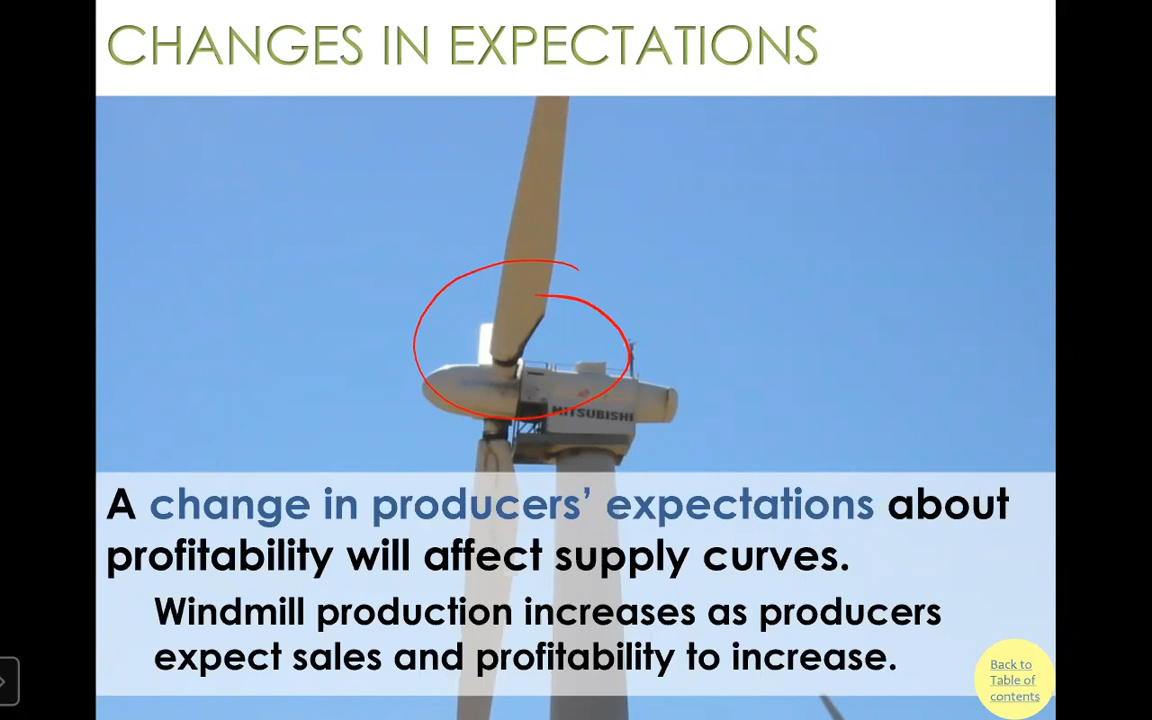 CHANGES IN EXPECTATIONS
MITSUBISHI
A change in producers’ expectations about
profitability will affect supply curves.
Windmill production increases as producers
expect sales and profitability to increase.
Back to
Table of
contents